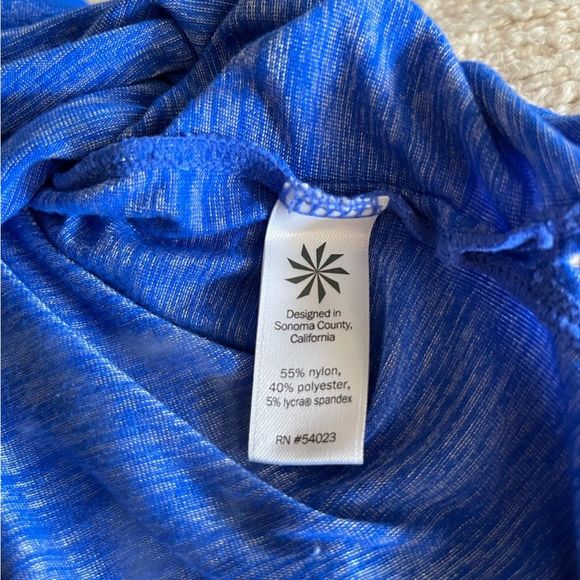 Designed in
Sonoma County,
California
55% nylon,
40% polyester,
5% lycra® spandex
RN #54023